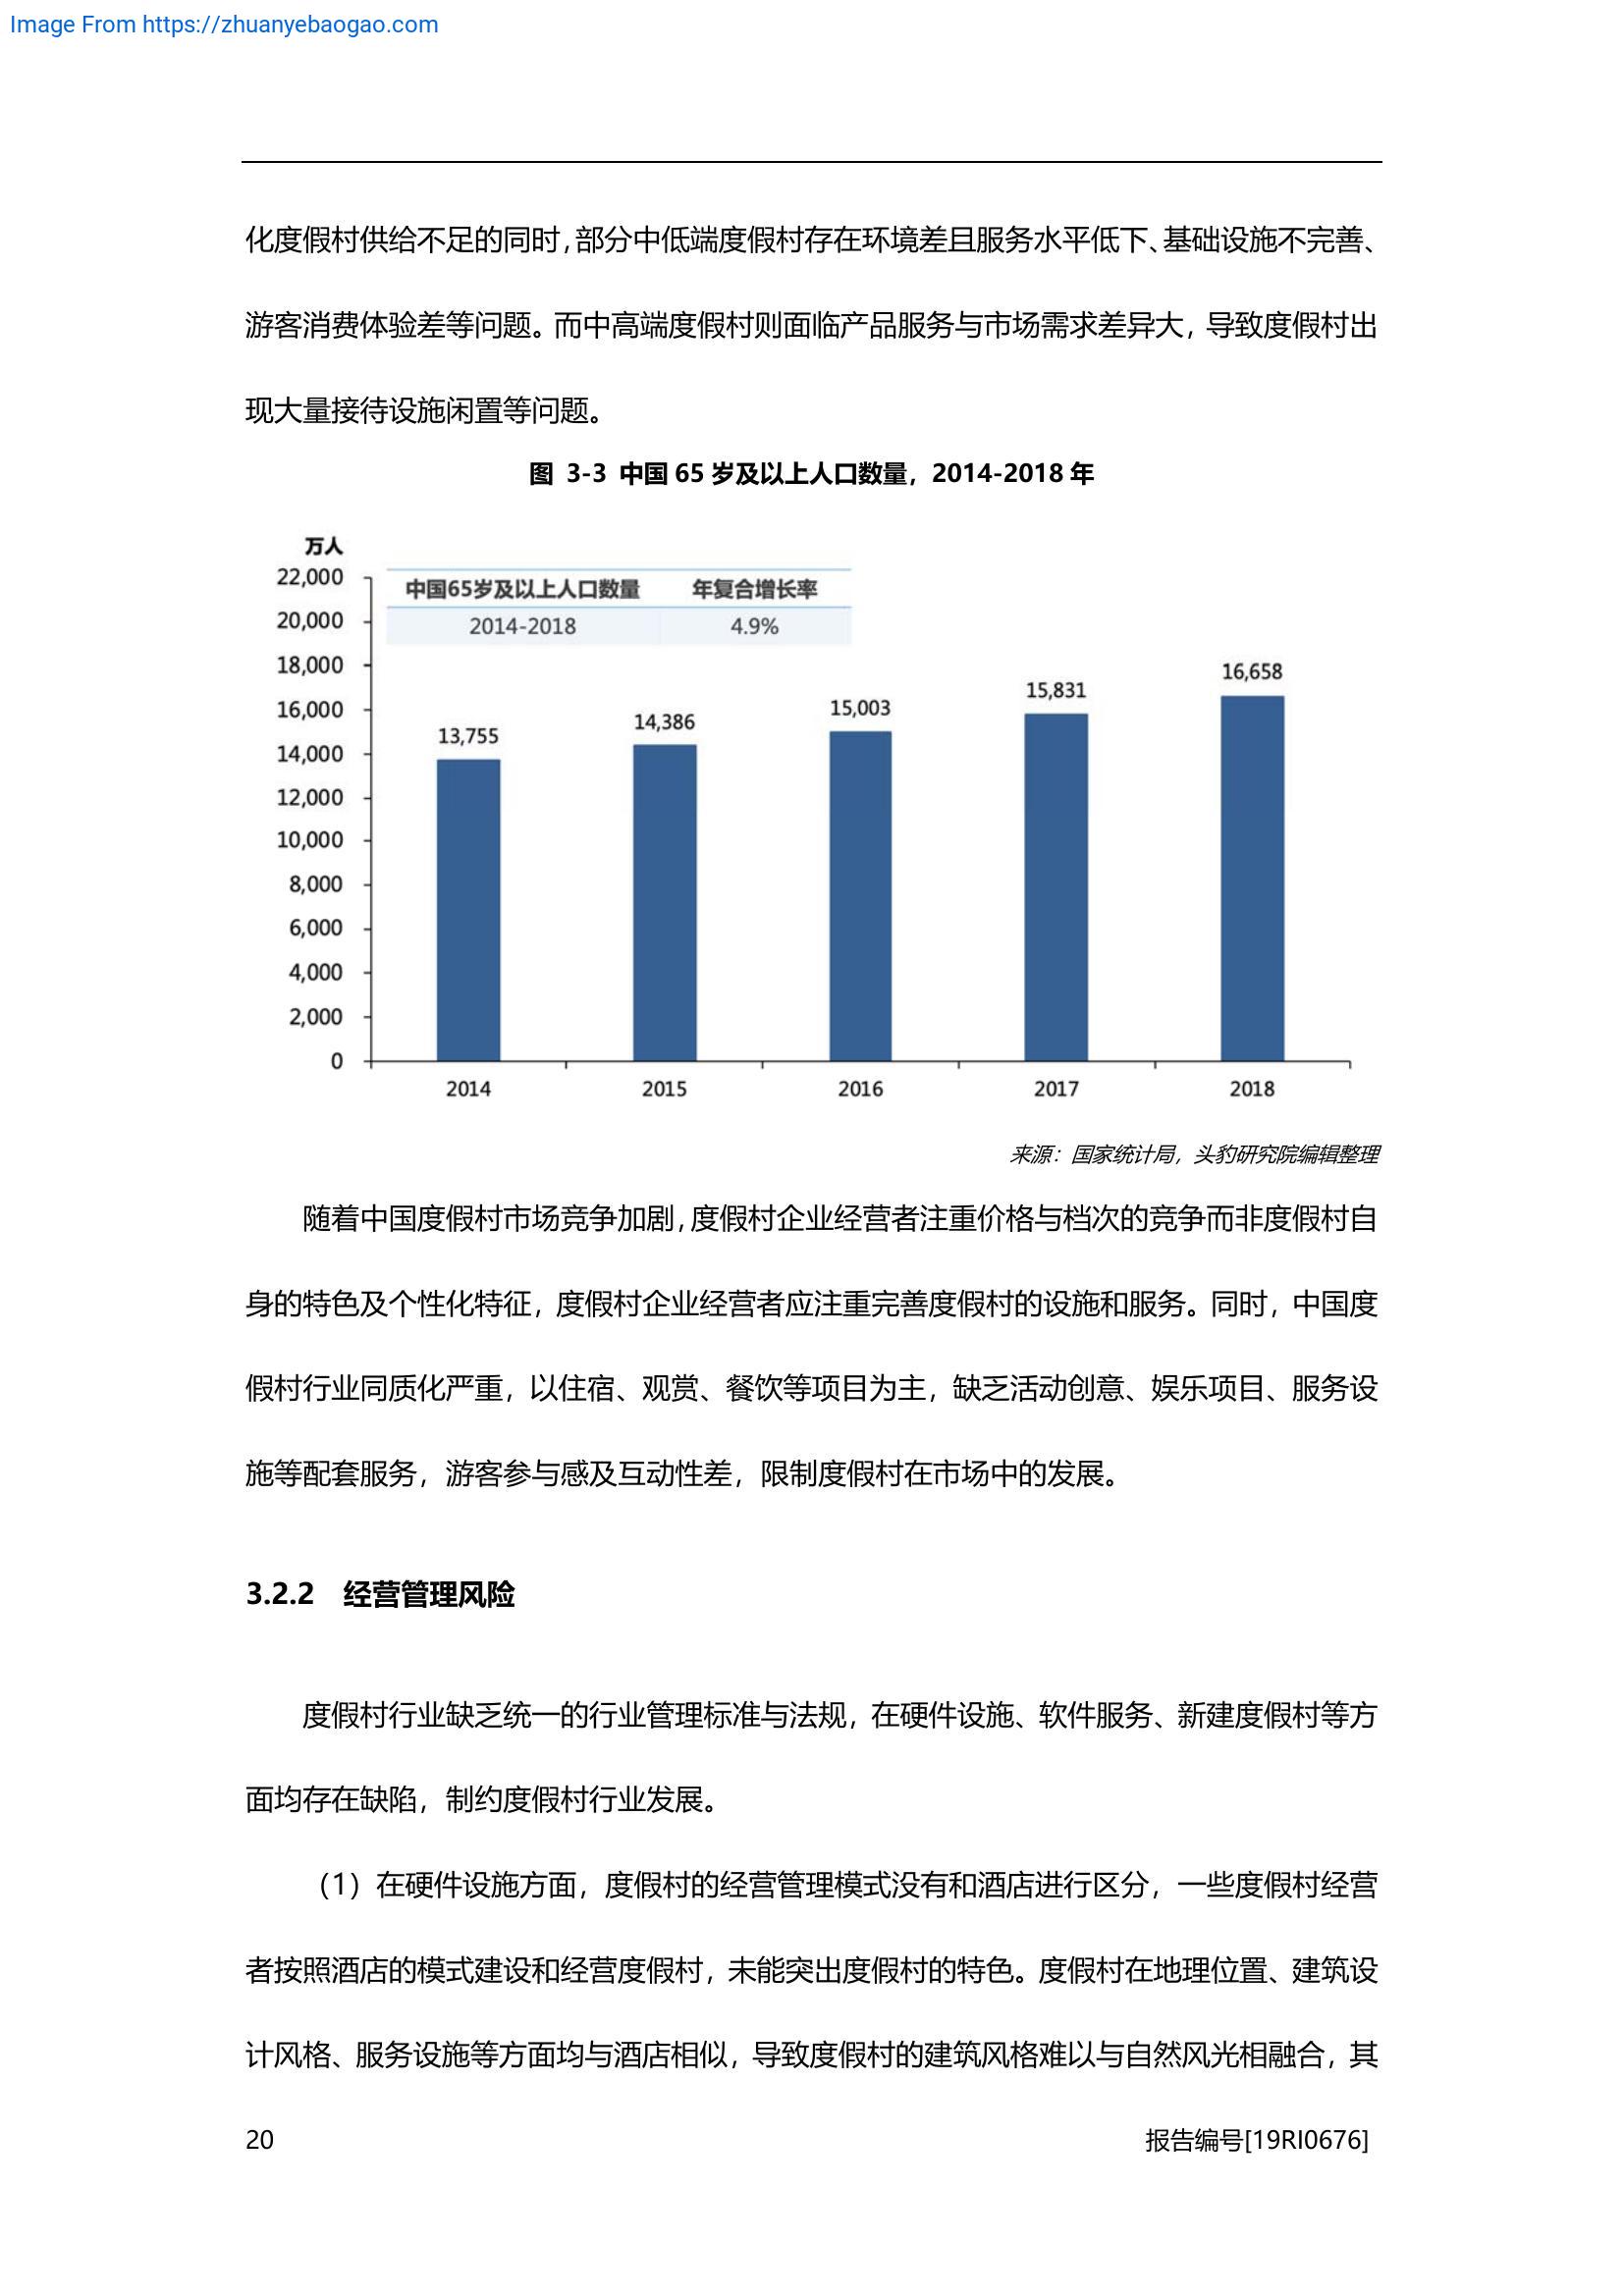 Image From https://zhuanyebaogao.com
化度假村供给不足的同时，部分中低端度假村存在环境差且服务水平低下、基础设施不完善、
游客消费体验差等问题。而中高端度假村则面临产品服务与市场需求差异大，导致度假村出
现大量接待设施闲置等问题。
图 3-3 中国 65 岁及以上人口数量，2014-2018 年
万人
中国65岁及以上人口数量 年复合增长率
2014-2018 4.9%
22,000
20,000
18,000
16,000
14,000
12,000
10,000
8,000
6,000
4,000
2,000
0
13,755 14,386 15,003 15,831 16,658
2014 2015 2016 2017 2018
来源：国家统计局，头豹研究院编辑整理
随着中国度假村市场竞争加剧，度假村企业经营者注重价格与档次的竞争而非度假村自
身的特色及个性化特征，度假村企业经营者应注重完善度假村的设施和服务。同时，中国度
假村行业同质化严重，以住宿、观赏、餐饮等项目为主，缺乏活动创意、娱乐项目、服务设
施等配套服务，游客参与感及互动性差，限制度假村在市场中的发展。
3.2.2 经营管理风险
度假村行业缺乏统一的行业管理标准与法规，在硬件设施、软件服务、新建度假村等方
面均存在缺陷，制约度假村行业发展。
（1）在硬件设施方面，度假村的经营管理模式没有和酒店进行区分，一些度假村经营
者按照酒店的模式建设和经营度假村，未能突出度假村的特色。度假村在地理位置、建筑设
计风格、服务设施等方面均与酒店相似，导致度假村的建筑风格难以与自然风光相融合，其
20 报告编号[19RI0676]